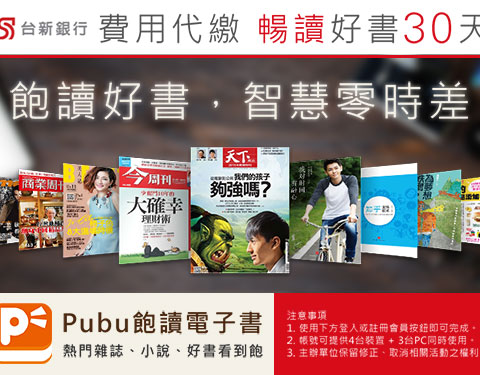 台新銀行 費用代繳 暢讀好書30天
飽讀好書，智慧零時差
商業周刊
今周刊
大確幸
理財術
天下
我們的孩子
夠強嗎?
Pubu飽讀電子書
熱門雜誌、小說、好書看到飽
注意事項
1. 使用下方登入或註冊會員按鈕即可完成。
2. 帳號可提供4台裝置 + 3台PC同時使用。
3. 主辦單位保留修正、取消相關活動之權利